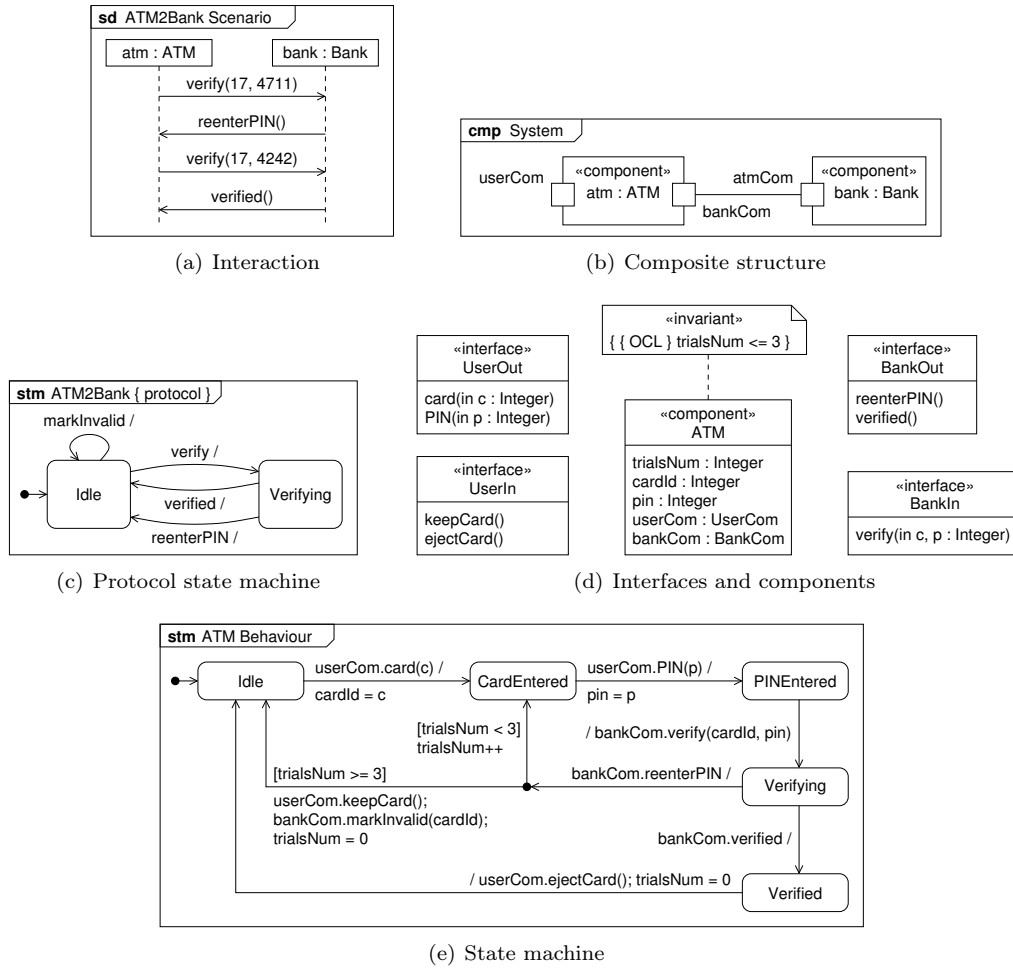 sd ATM2Bank Scenario
atm : ATM
bank : Bank
verify(17, 4711)
reenterPIN()
verify(17, 4242)
verified()
(a) Interaction
cmp System
userCom
«component»
atm : ATM
atmCom
bankCom
«component»
bank : Bank
(b) Composite structure
stm ATM2Bank { protocol }
markInvalid /
Idle
verify /
verified /
reenterPIN /
Verifying
(c) Protocol state machine
«interface»
UserOut
card(in c : Integer)
PIN(in p : Integer)
«interface»
UserIn
keepCard()
ejectCard()
«invariant»
{ { OCL } trialsNum <= 3 }
«component»
ATM
trialsNum : Integer
cardId : Integer
pin : Integer
userCom : UserCom
bankCom : BankCom
«interface»
BankOut
reenterPIN()
verified()
«interface»
BankIn
verify(in c, p : Integer)
(d) Interfaces and components
stm ATM Behaviour
Idle
userCom.card(c) /
cardId = c
CardEntered
userCom.PIN(p) /
pin = p
PINEntered
[trialsNum < 3]
trialsNum++
/ bankCom.verify(cardId, pin)
[trialsNum >= 3]
userCom.keepCard();
bankCom.markInvalid(cardId);
trialsNum = 0
bankCom.reenterPIN /
Verifying
bankCom.verified /
/ userCom.ejectCard(); trialsNum = 0
Verified
(e) State machine